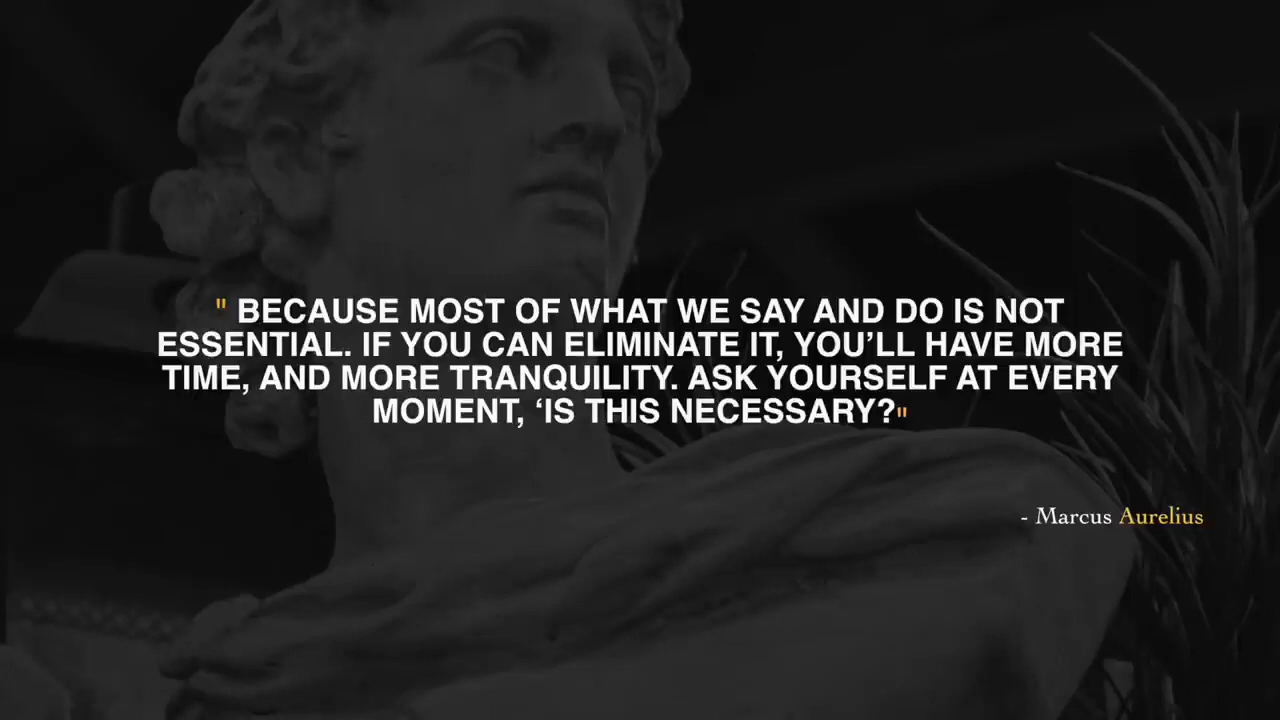 " BECAUSE MOST OF WHAT WE SAY AND DO IS NOT
ESSENTIAL. IF YOU CAN ELIMINATE IT, YOU’LL HAVE MORE
TIME, AND MORE TRANQUILITY. ASK YOURSELF AT EVERY
MOMENT, ‘IS THIS NECESSARY?"
- Marcus Aurelius